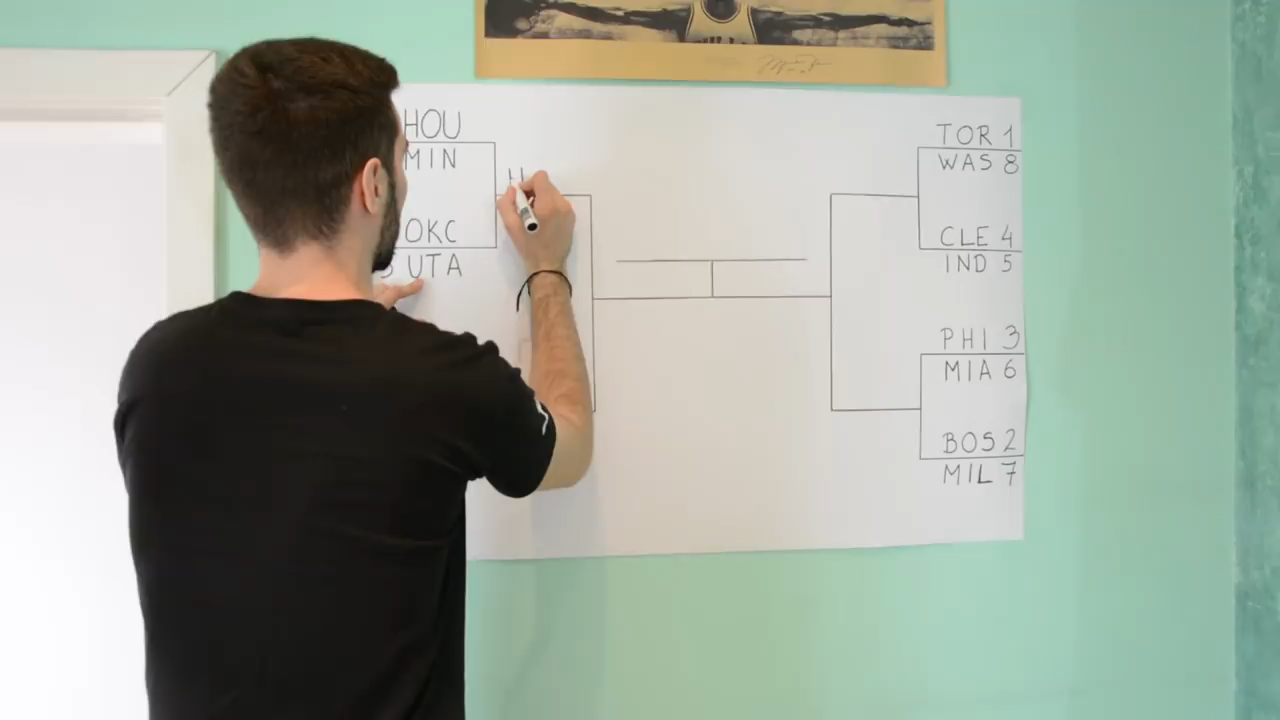 HOU
MIN
H
OKC
UTA
TOR 1
WAS 8
CLE 4
IND 5
PHI 3
MIA 6
BOS 2
MIL 7